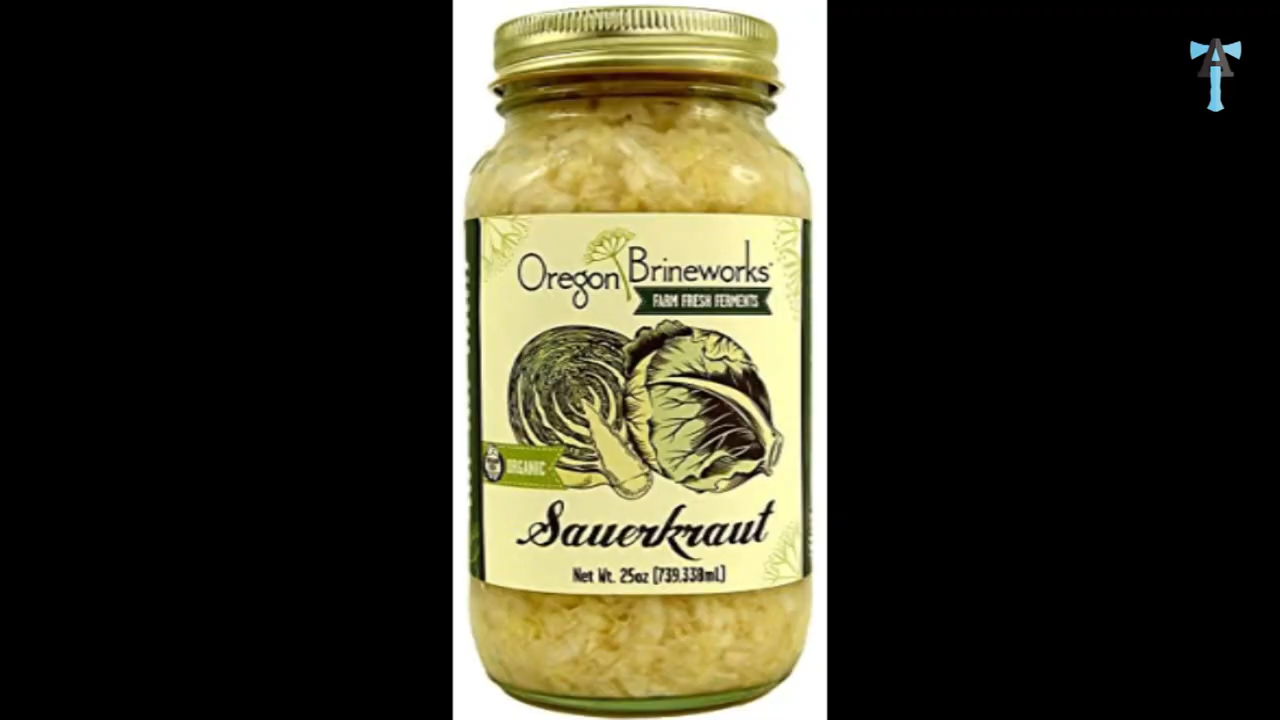 Oregon Brineworks
FARM FRESH FERMENTS
ORGANIC
Sauerkraut
Net Wt. 25oz (739.338mL)